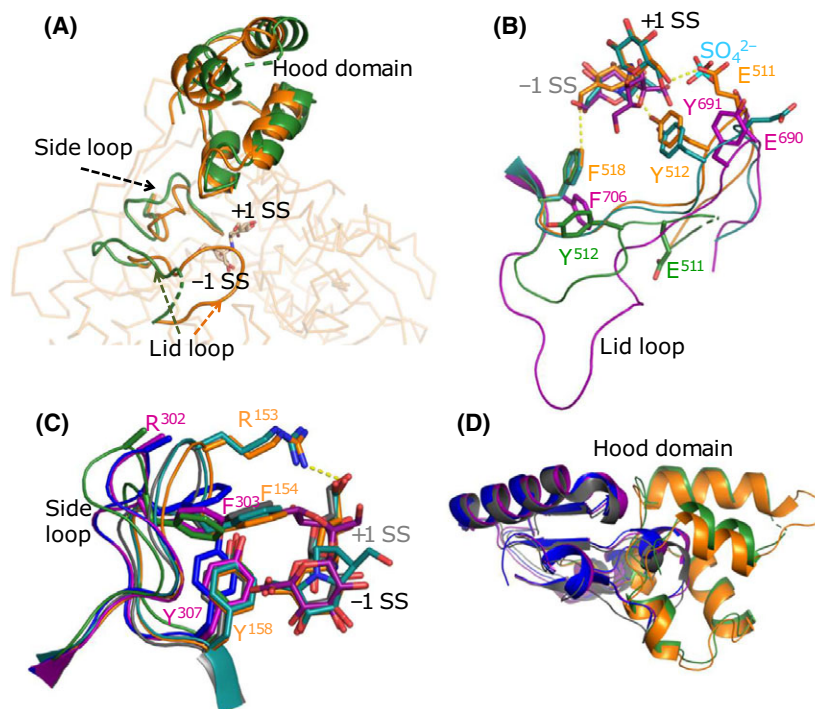 (A)
Hood domain
Side loop
+1 SS
−1 SS
Lid loop
(B)
+1 SS
SO₄²⁻
E⁵¹¹
−1 SS
Y⁶⁹¹
E⁶⁹⁰
F⁵¹⁸
Y⁵¹²
F⁷⁰⁶
Y⁵¹²
E⁵¹¹
Lid loop
(C)
R³⁰²
R¹⁵³
F³⁰³
F¹⁵⁴
Side
loop
+1 SS
−1 SS
Y³⁰⁷
Y¹⁵⁸
(D)
Hood domain